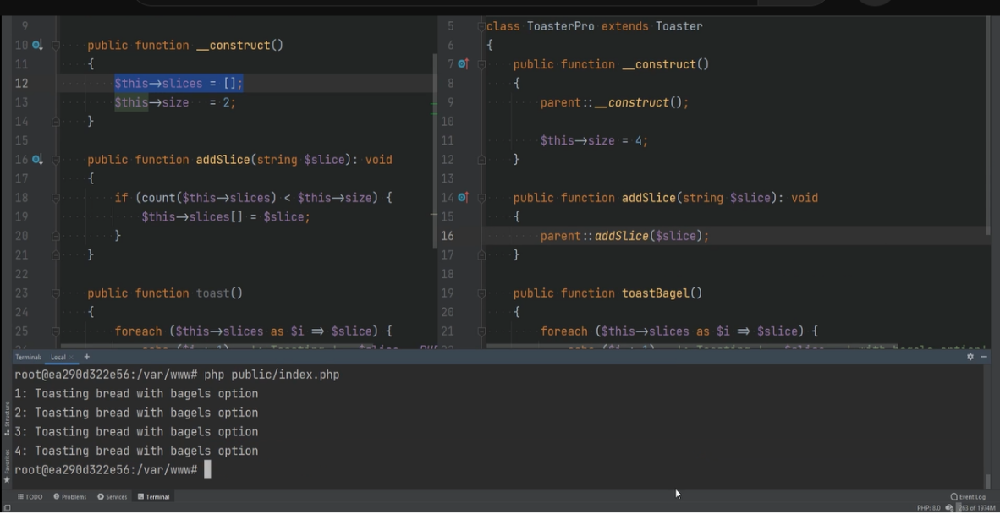 9
10 public function __construct()
11 {
12 $this→slices = [];
13 $this→size = 2;
14 }
15
16 public function addSlice(string $slice): void
17 {
18 if (count($this→slices) < $this→size) {
19 $this→slices[] = $slice;
20 }
21 }
22
23 public function toast()
24 {
25 foreach ($this→slices as $i ⇒ $slice) {
5 class ToasterPro extends Toaster
6 {
7 public function __construct()
8 {
9 parent::__construct();
10
11 $this→size = 4;
12 }
13
14 public function addSlice(string $slice): void
15 {
16 parent::addSlice($slice);
17 }
18
19 public function toastBagel()
20 {
21 foreach ($this→slices as $i ⇒ $slice) {
Structure
Favorites
Terminal: Local × +
root@ea290d322e56:/var/www# php public/index.php
1: Toasting bread with bagels option
2: Toasting bread with bagels option
3: Toasting bread with bagels option
4: Toasting bread with bagels option
root@ea290d322e56:/var/www#
TODO Problems Services Terminal Event Log
PHP: 8.0 263 of 1974M